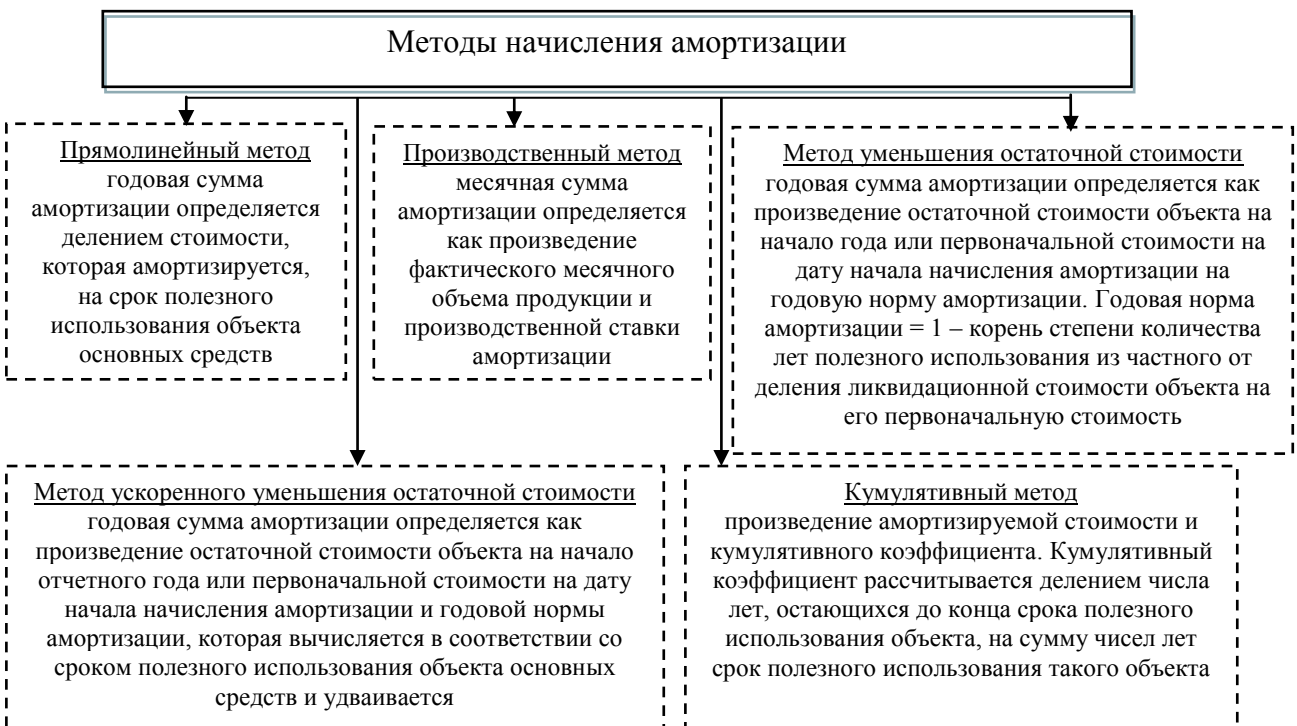 Методы начисления амортизации
Прямолинейный метод
годовая сумма
амортизации определяется
делением стоимости,
которая амортизируется,
на срок полезного
использования объекта
основных средств
Производственный метод
месячная сумма
амортизации определяется
как произведение
фактического месячного
объема продукции и
производственной ставки
амортизации
Метод уменьшения остаточной стоимости
годовая сумма амортизации определяется как
произведение остаточной стоимости объекта на
начало года или первоначальной стоимости на
дату начала начисления амортизации на
годовую норму амортизации. Годовая норма
амортизации = 1 – корень степени количества
лет полезного использования из частного от
деления ликвидационной стоимости объекта на
его первоначальную стоимость
Метод ускоренного уменьшения остаточной стоимости
годовая сумма амортизации определяется как
произведение остаточной стоимости объекта на начало
отчетного года или первоначальной стоимости на дату
начала начисления амортизации и годовой нормы
амортизации, которая вычисляется в соответствии со
сроком полезного использования объекта основных
средств и удваивается
Кумулятивный метод
произведение амортизируемой стоимости и
кумулятивного коэффициента. Кумулятивный
коэффициент рассчитывается делением числа
лет, остающихся до конца срока полезного
использования объекта, на сумму чисел лет
срок полезного использования такого объекта